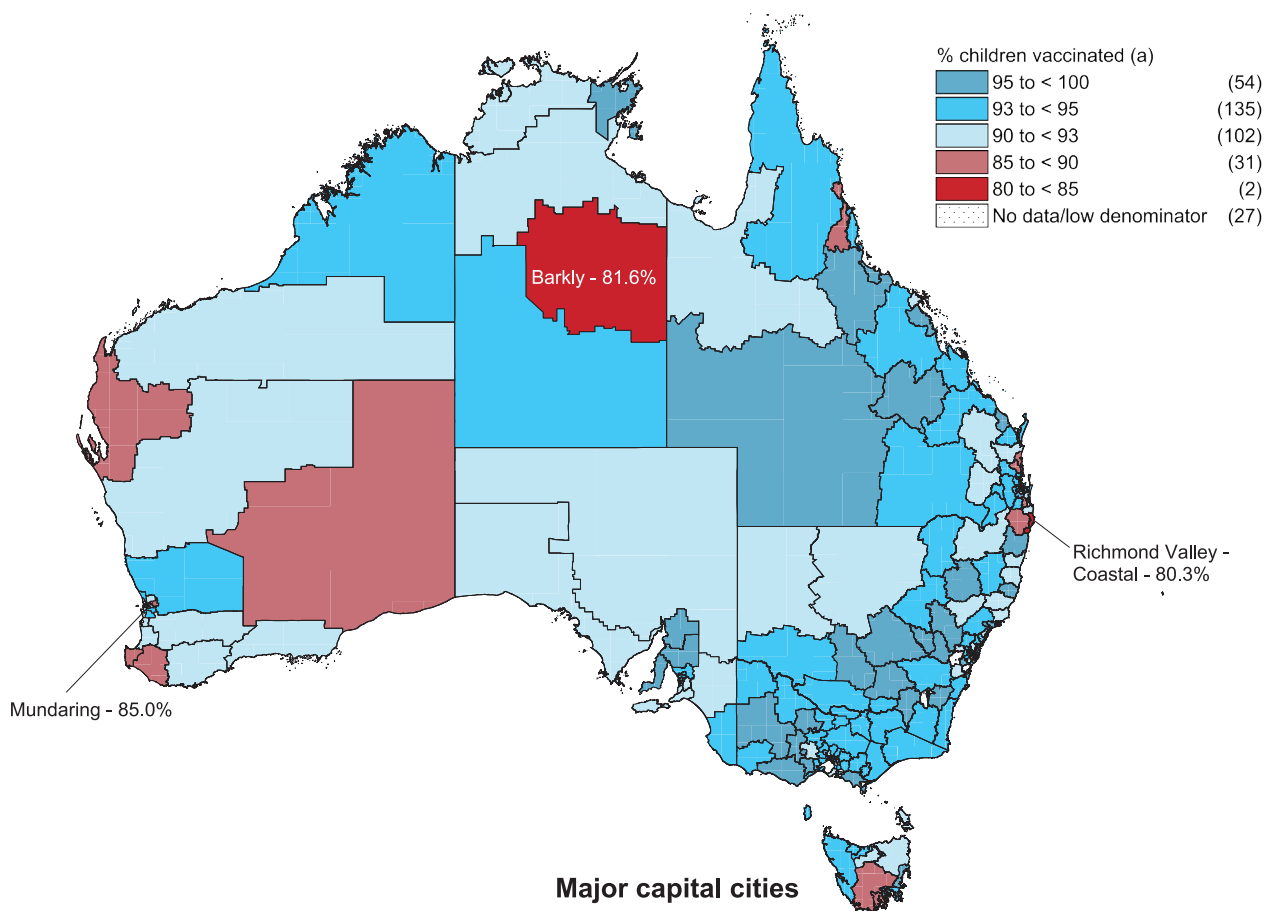 % children vaccinated (a)
95 to < 100 (54)
93 to < 95 (135)
90 to < 93 (102)
85 to < 90 (31)
80 to < 85 (2)
No data/low denominator (27)
Barkly - 81.6%
Richmond Valley -
Coastal - 80.3%
Mundaring - 85.0%
Major capital cities